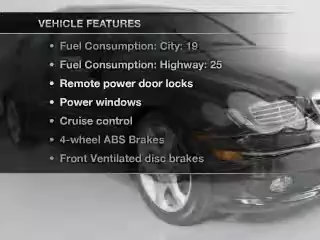 VEHICLE FEATURES
• Fuel Consumption: City: 19
• Fuel Consumption: Highway: 25
• Remote power door locks
• Power windows
• Cruise control
• 4-wheel ABS Brakes
• Front Ventilated disc brakes